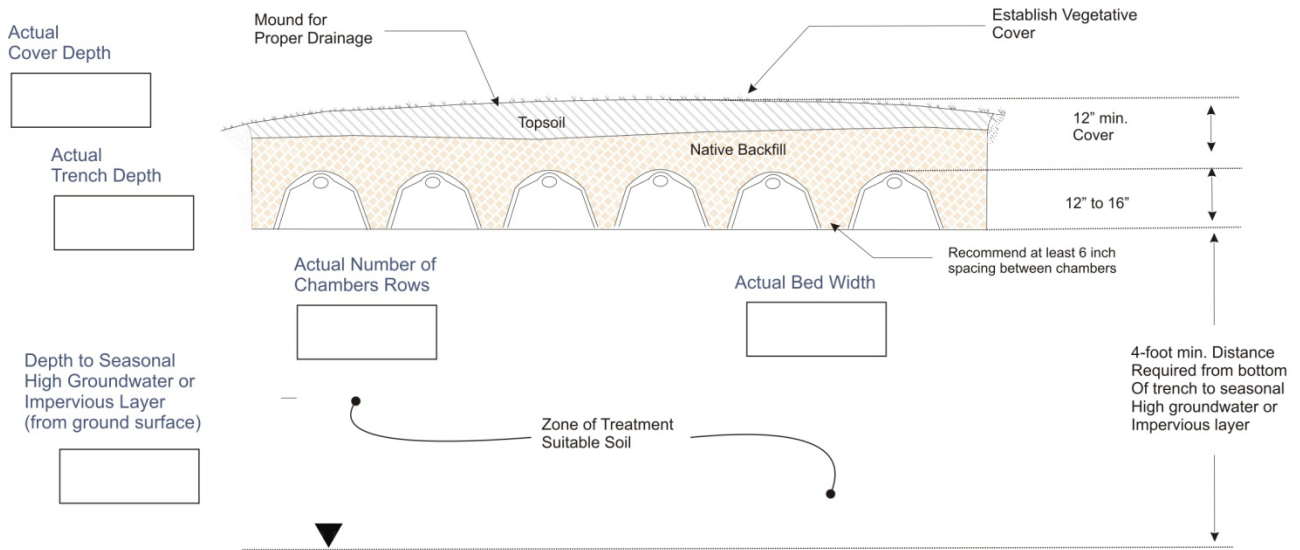 Actual
Cover Depth
Mound for
Proper Drainage
Establish Vegetative
Cover
Topsoil
12” min.
Cover
Actual
Trench Depth
Native Backfill
12” to 16”
Recommend at least 6 inch
spacing between chambers
Actual Number of
Chambers Rows
Actual Bed Width
Depth to Seasonal
High Groundwater or
Impervious Layer
(from ground surface)
4-foot min. Distance
Required from bottom
Of trench to seasonal
High groundwater or
Impervious layer
Zone of Treatment
Suitable Soil